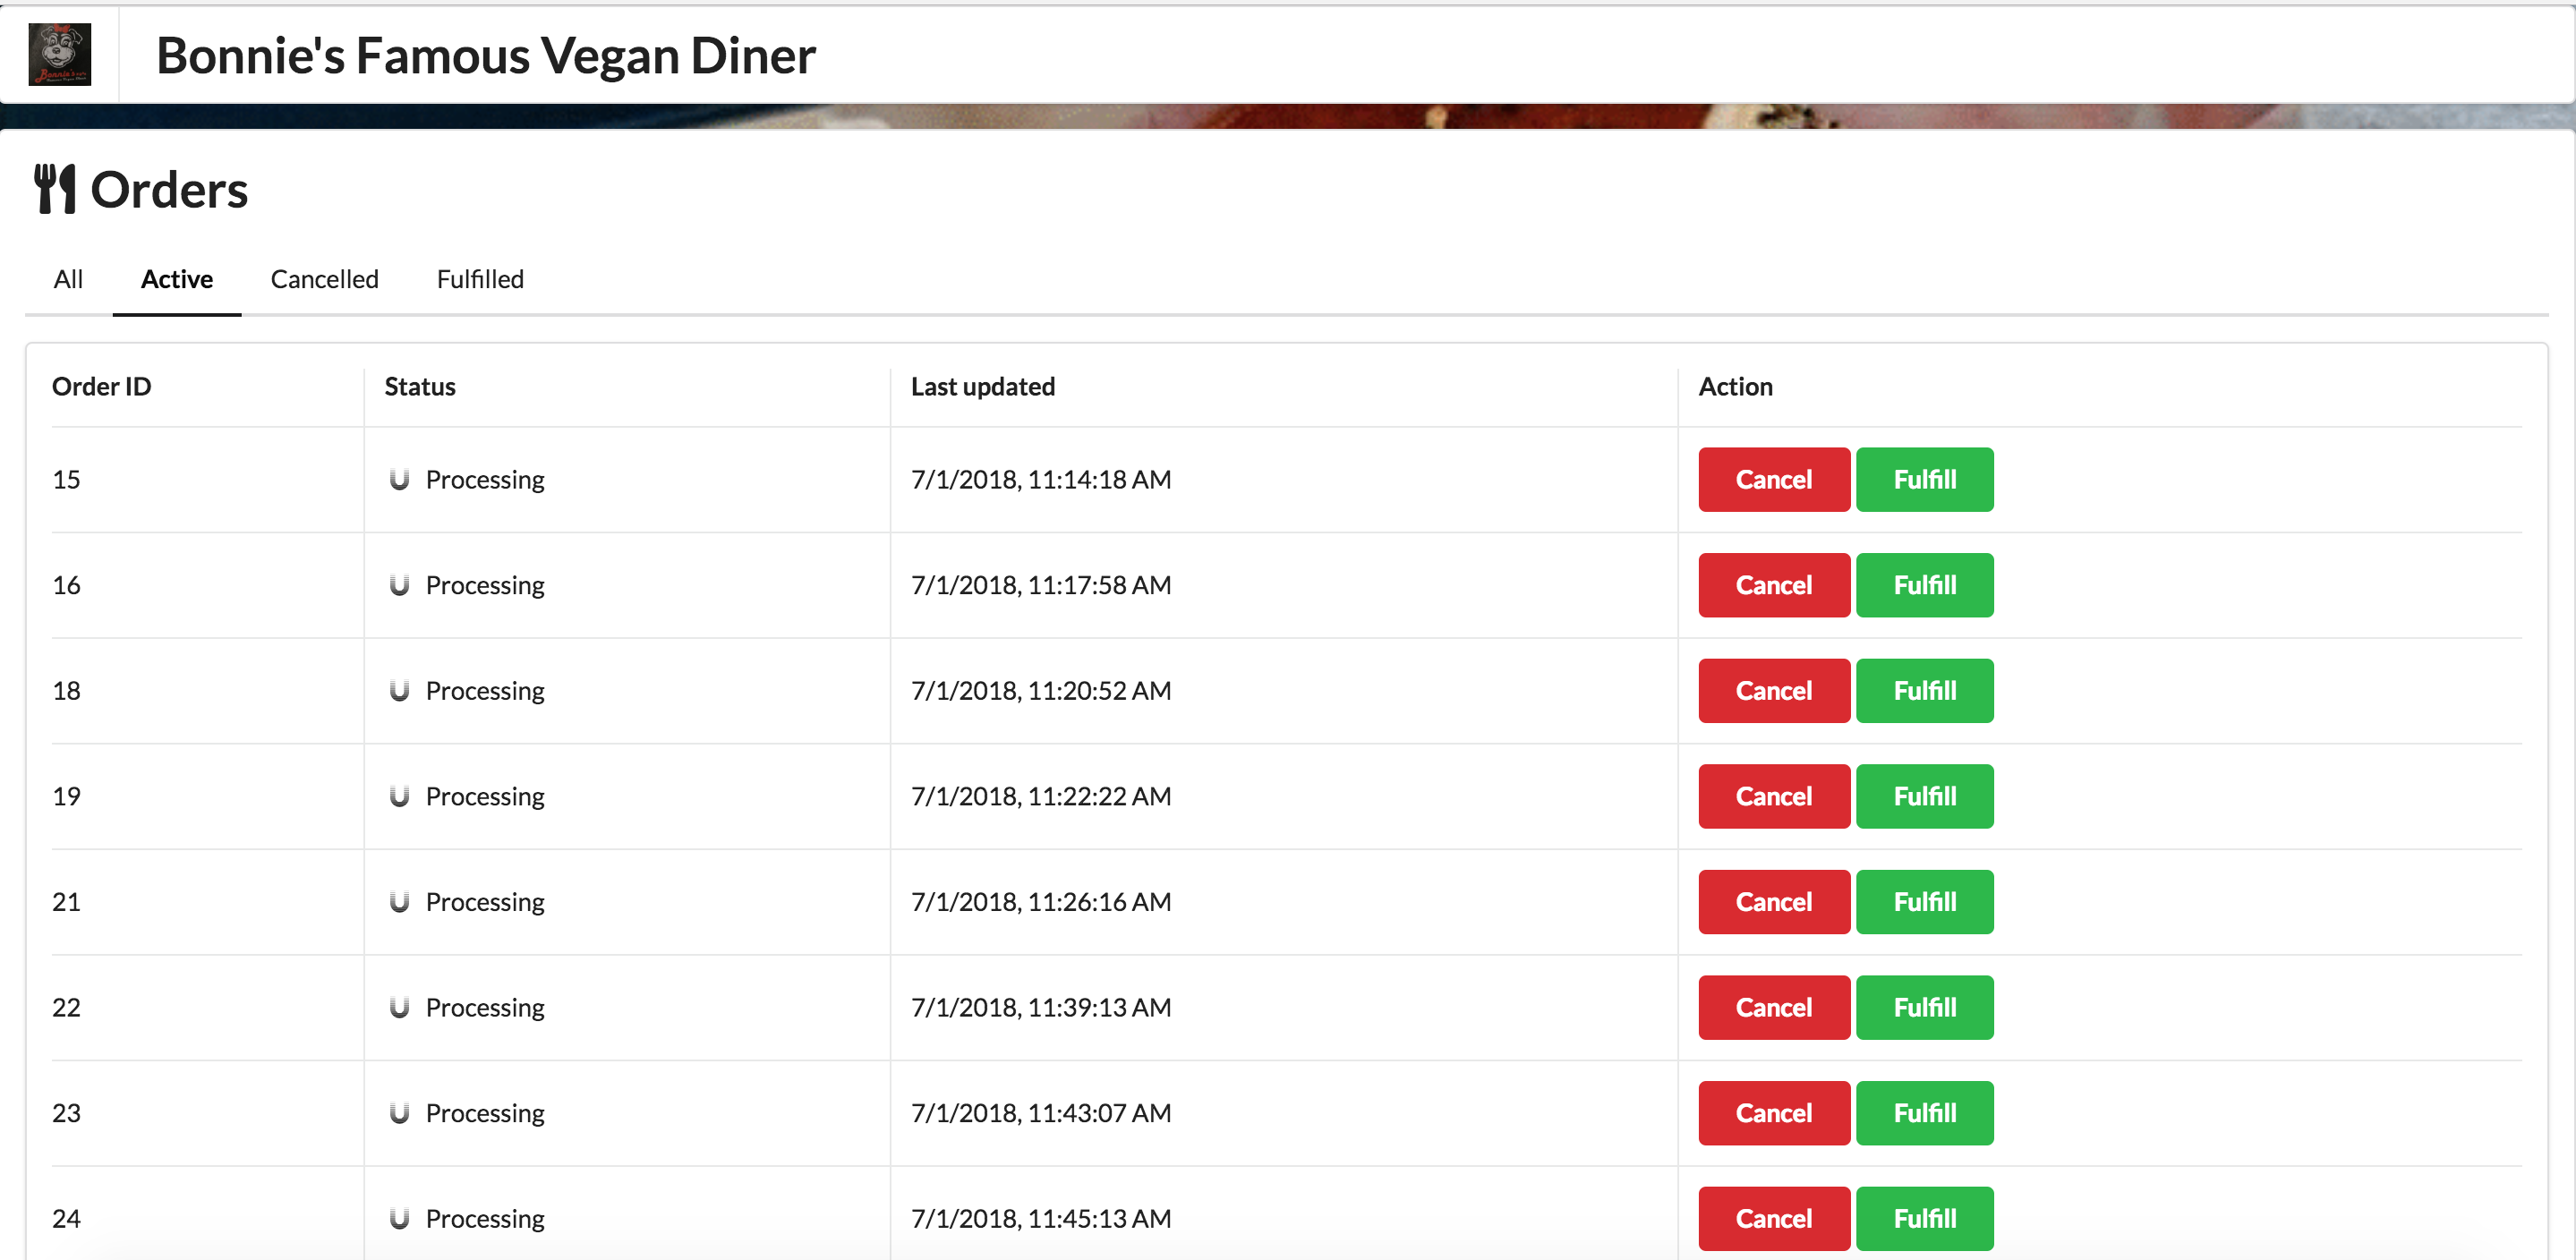 Bonnie's
Bonnie's Famous Vegan Diner
Orders
All Active Cancelled Fulfilled
Order ID Status Last updated Action
15 Processing 7/1/2018, 11:14:18 AM Cancel Fulfill
16 Processing 7/1/2018, 11:17:58 AM Cancel Fulfill
18 Processing 7/1/2018, 11:20:52 AM Cancel Fulfill
19 Processing 7/1/2018, 11:22:22 AM Cancel Fulfill
21 Processing 7/1/2018, 11:26:16 AM Cancel Fulfill
22 Processing 7/1/2018, 11:39:13 AM Cancel Fulfill
23 Processing 7/1/2018, 11:43:07 AM Cancel Fulfill
24 Processing 7/1/2018, 11:45:13 AM Cancel Fulfill